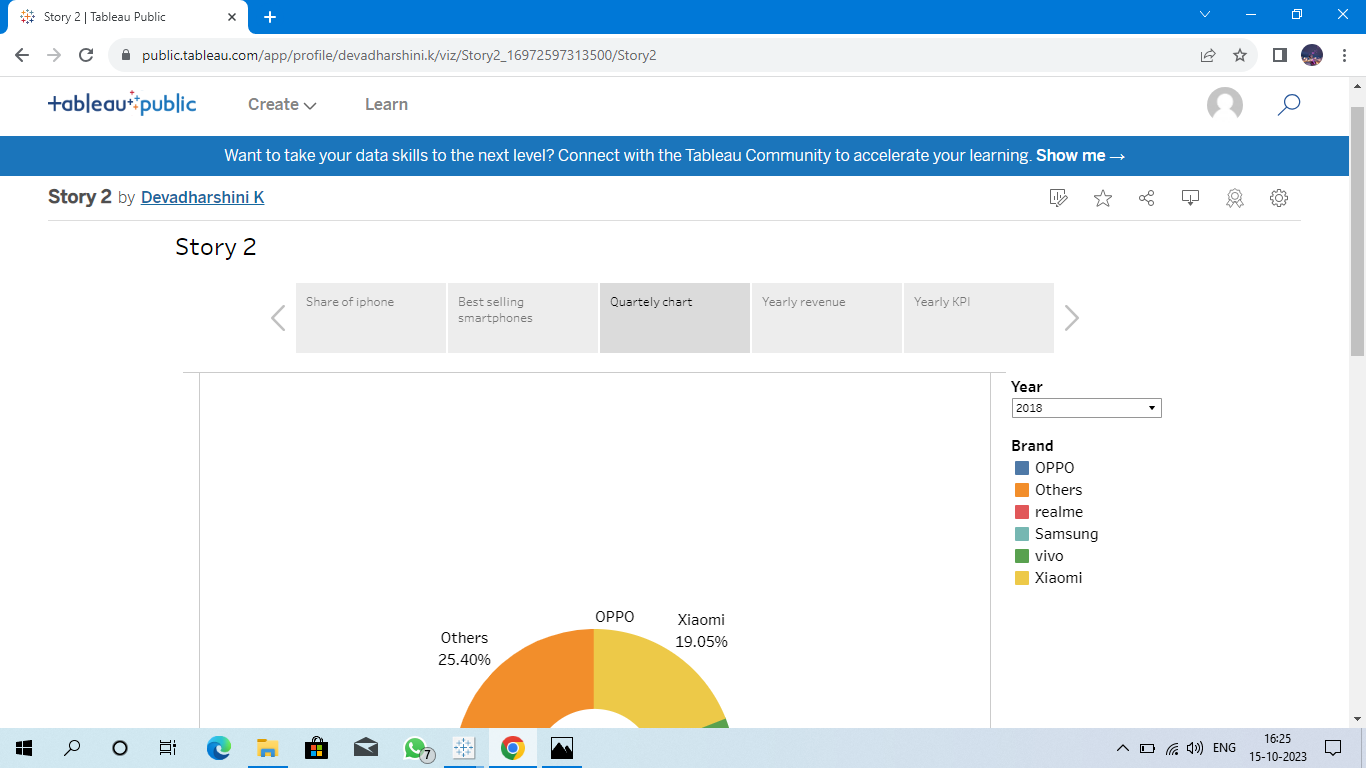 Story 2 | Tableau Public
public.tableau.com/app/profile/devadharshini.k/viz/Story2_16972597313500/Story2
+ableau+public
Create
Learn
Want to take your data skills to the next level? Connect with the Tableau Community to accelerate your learning. Show me →
Story 2 by Devadharshini K
Story 2
Share of iphone
Best selling
smartphones
Quartely chart
Yearly revenue
Yearly KPI
Year
2018
Brand
OPPO
Others
realme
Samsung
vivo
Xiaomi
OPPO
Xiaomi
19.05%
Others
25.40%
7
ENG
16:25
15-10-2023